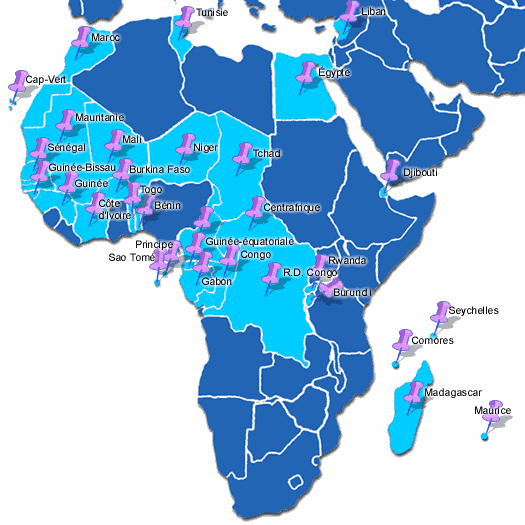 Tunisie
Liban
Maroc
Égypte
Cap-Vert
Mauritanie
Mali
Sénégal
Niger
Tchad
Guinée-Bissau
Burkina Faso
Djibouti
Guinée
Togo
Côte
d'Ivoire
Bénin
Centrafrique
Principe
Guinée-équatoriale
Sao Tomé
Congo
Rwanda
R.D. Congo
Gabon
Burundi
Seychelles
Comores
Madagascar
Maurice